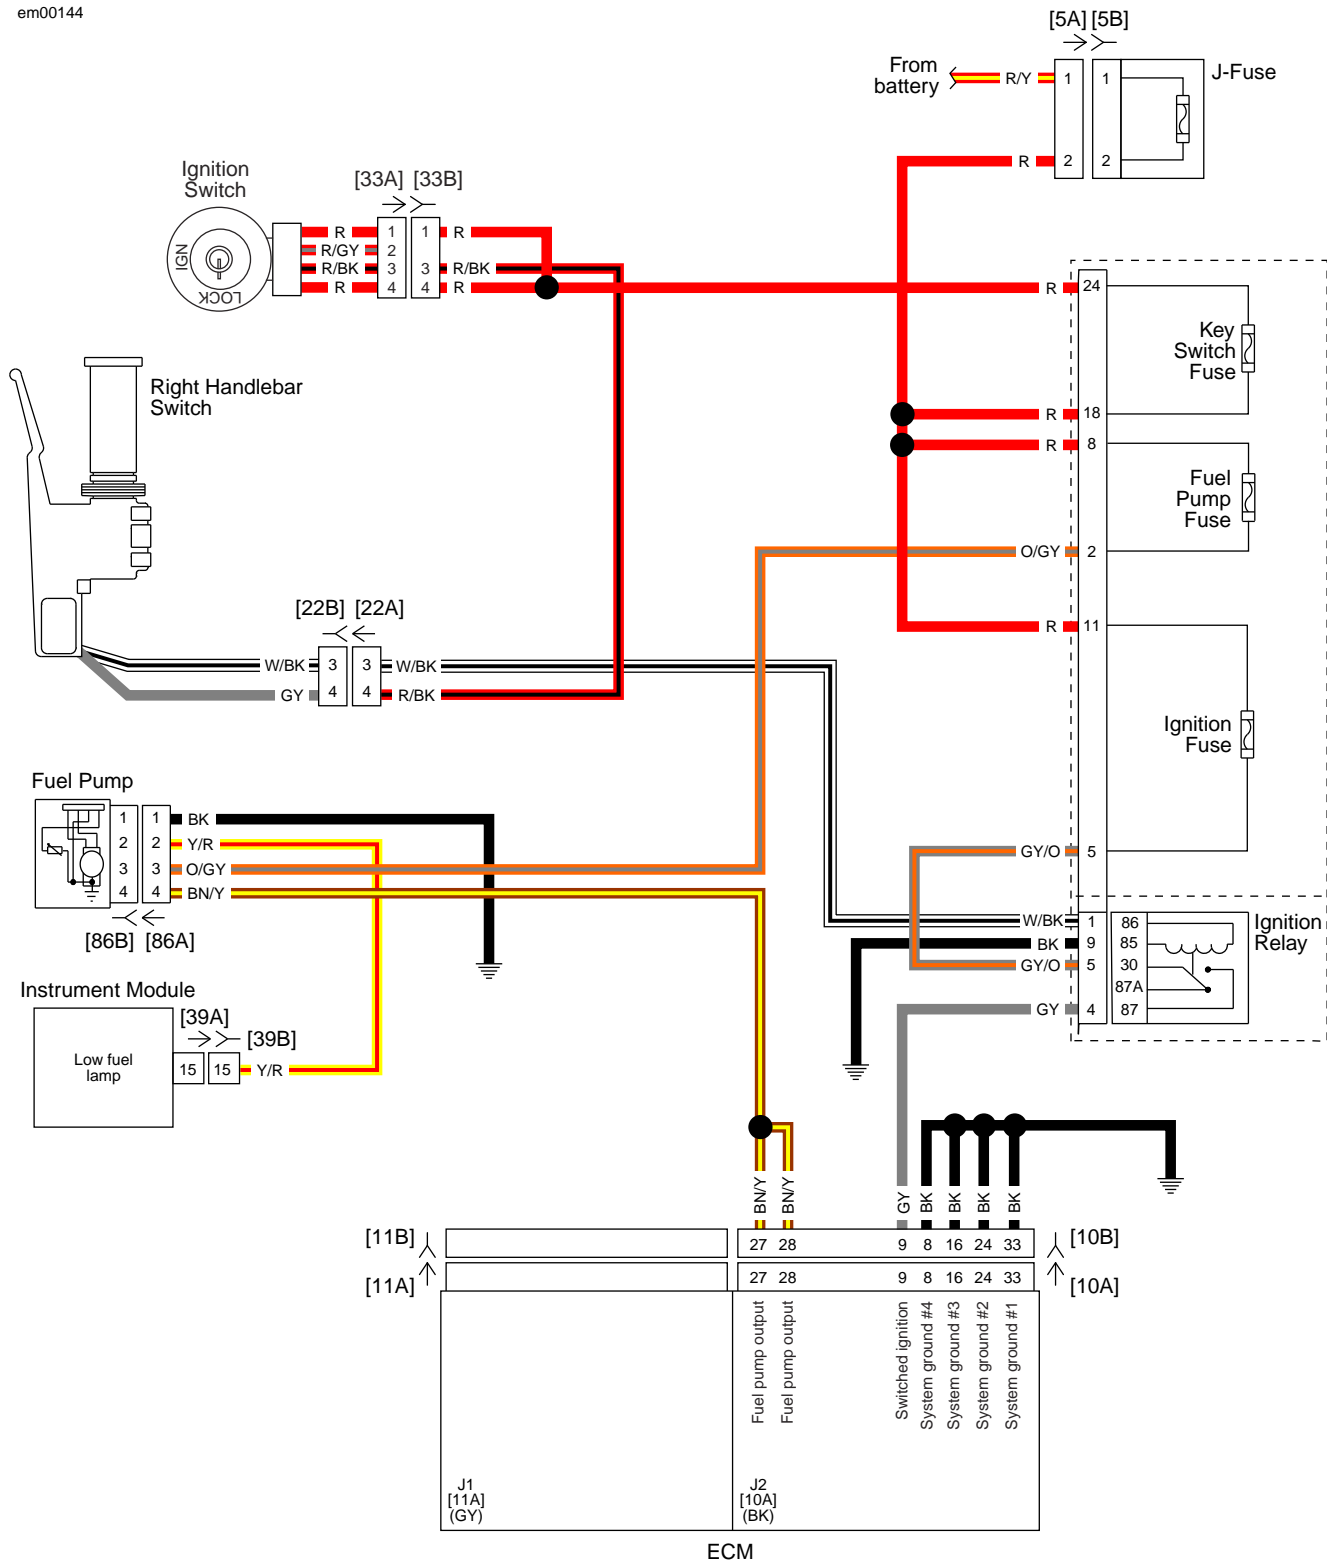 em00144
[5A] [5B]
From
battery
R/Y
1
1
J-Fuse
R
2
2
Ignition
Switch
[33A] [33B]
IGN
LOCK
R
1
1
R
R/GY
2
R/BK
3
3
R/BK
R
4
4
R
R
24
Key
Switch
Fuse
R
18
R
8
Fuel
Pump
Fuse
O/GY
2
R
11
Ignition
Fuse
GY/O
5
Right Handlebar
Switch
[22B] [22A]
W/BK
3
3
W/BK
GY
4
4
R/BK
Fuel Pump
1
1
BK
2
2
Y/R
3
3
O/GY
4
4
BN/Y
[86B] [86A]
W/BK
1
86
Ignition
Relay
BK
9
85
GY/O
5
30
87A
GY
4
87
Instrument Module
[39A]
[39B]
Low fuel
lamp
15
15
Y/R
BN/Y
BN/Y
GY
BK
BK
BK
BK
[11B]
27 28 9 8 16 24 33
[10B]
[11A]
27 28 9 8 16 24 33
[10A]
Fuel pump output
Fuel pump output
Switched ignition
System ground #4
System ground #3
System ground #2
System ground #1
J1
[11A]
(GY)
J2
[10A]
(BK)
ECM